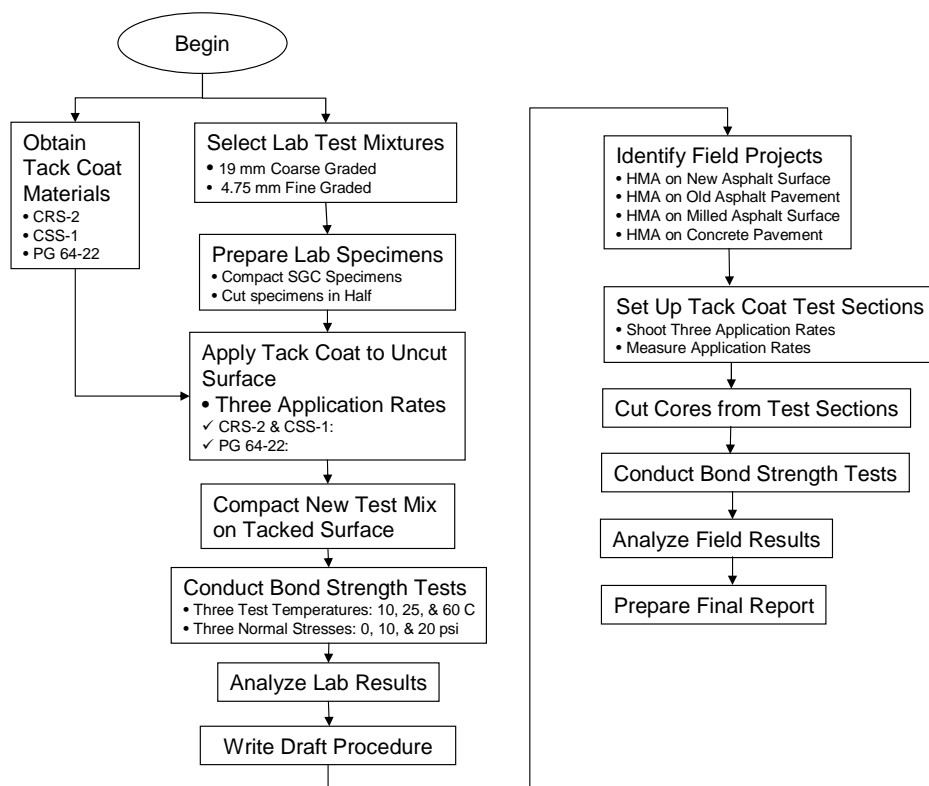 Begin
Obtain
Tack Coat
Materials
• CRS-2
• CSS-1
• PG 64-22
Select Lab Test Mixtures
• 19 mm Coarse Graded
• 4.75 mm Fine Graded
Prepare Lab Specimens
• Compact SGC Specimens
• Cut specimens in Half
Apply Tack Coat to Uncut
Surface
• Three Application Rates
✓ CRS-2 & CSS-1:
✓ PG 64-22:
Compact New Test Mix
on Tacked Surface
Conduct Bond Strength Tests
• Three Test Temperatures: 10, 25, & 60 C
• Three Normal Stresses: 0, 10, & 20 psi
Analyze Lab Results
Write Draft Procedure
Identify Field Projects
• HMA on New Asphalt Surface
• HMA on Old Asphalt Pavement
• HMA on Milled Asphalt Surface
• HMA on Concrete Pavement
Set Up Tack Coat Test Sections
• Shoot Three Application Rates
• Measure Application Rates
Cut Cores from Test Sections
Conduct Bond Strength Tests
Analyze Field Results
Prepare Final Report